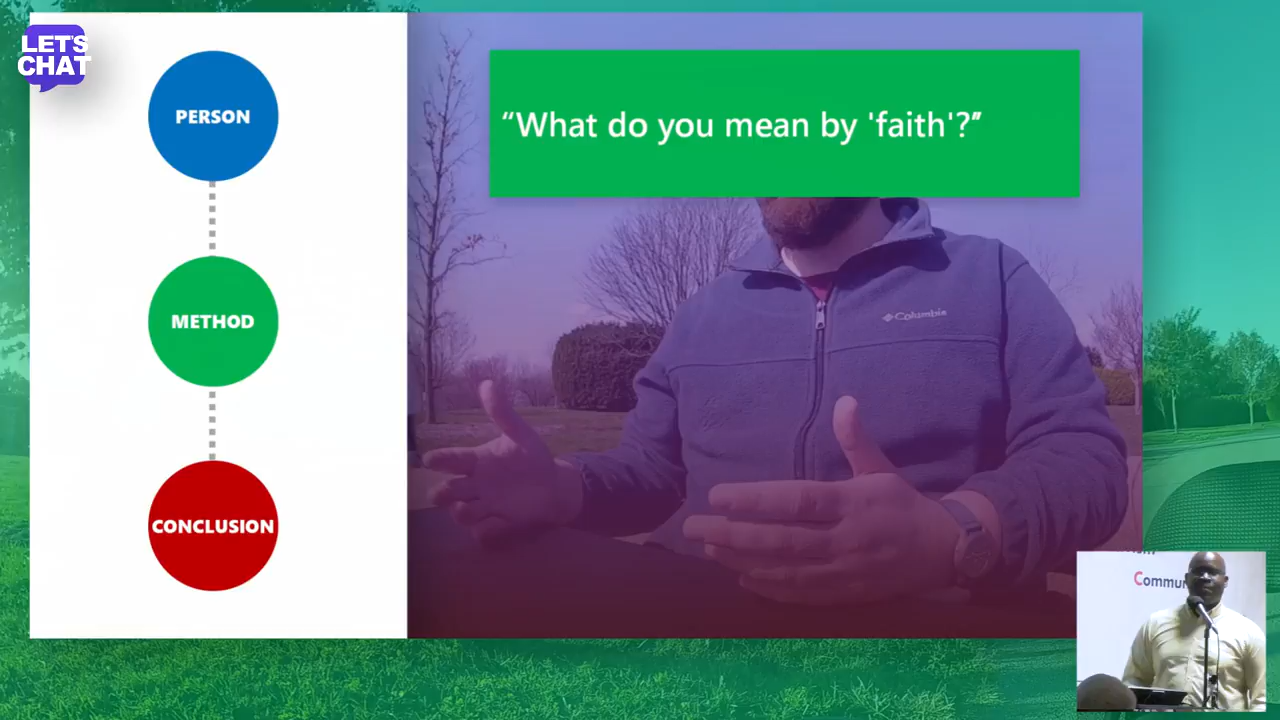 LET'S
CHAT
PERSON
METHOD
CONCLUSION
“What do you mean by 'faith'?”
Columbia